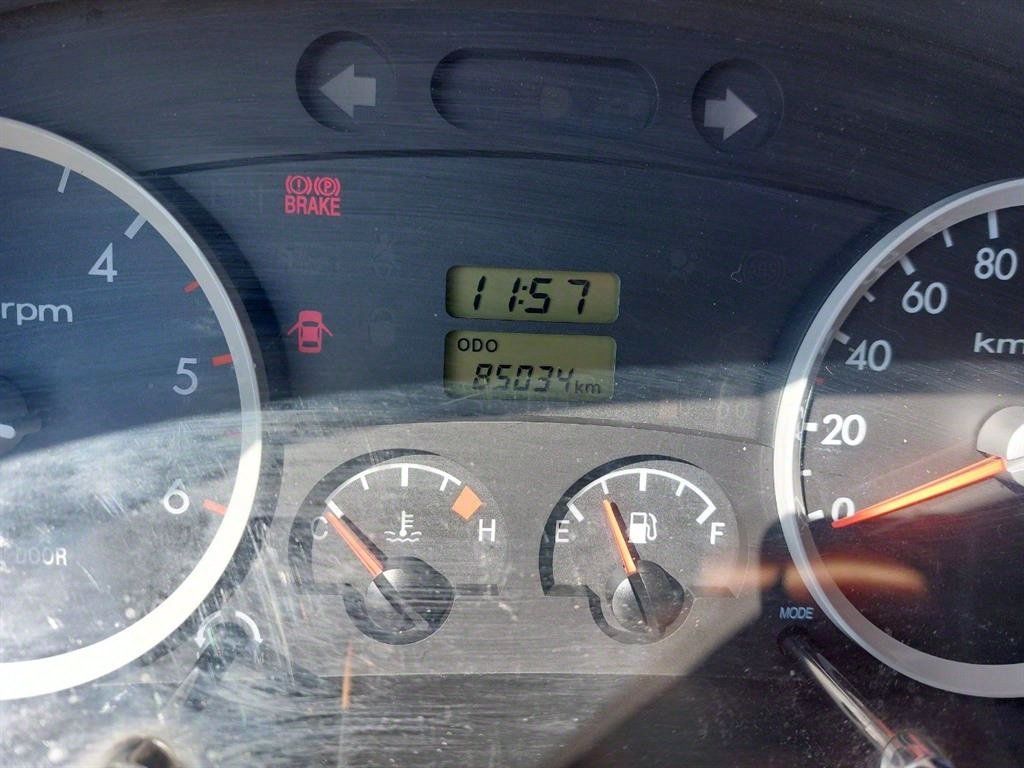 (!) (P)
BRAKE
4
rpm
5
6
DOOR
11:57
ODO
85034 km
80
60
km
40
20
0
C
H
E
F
MODE